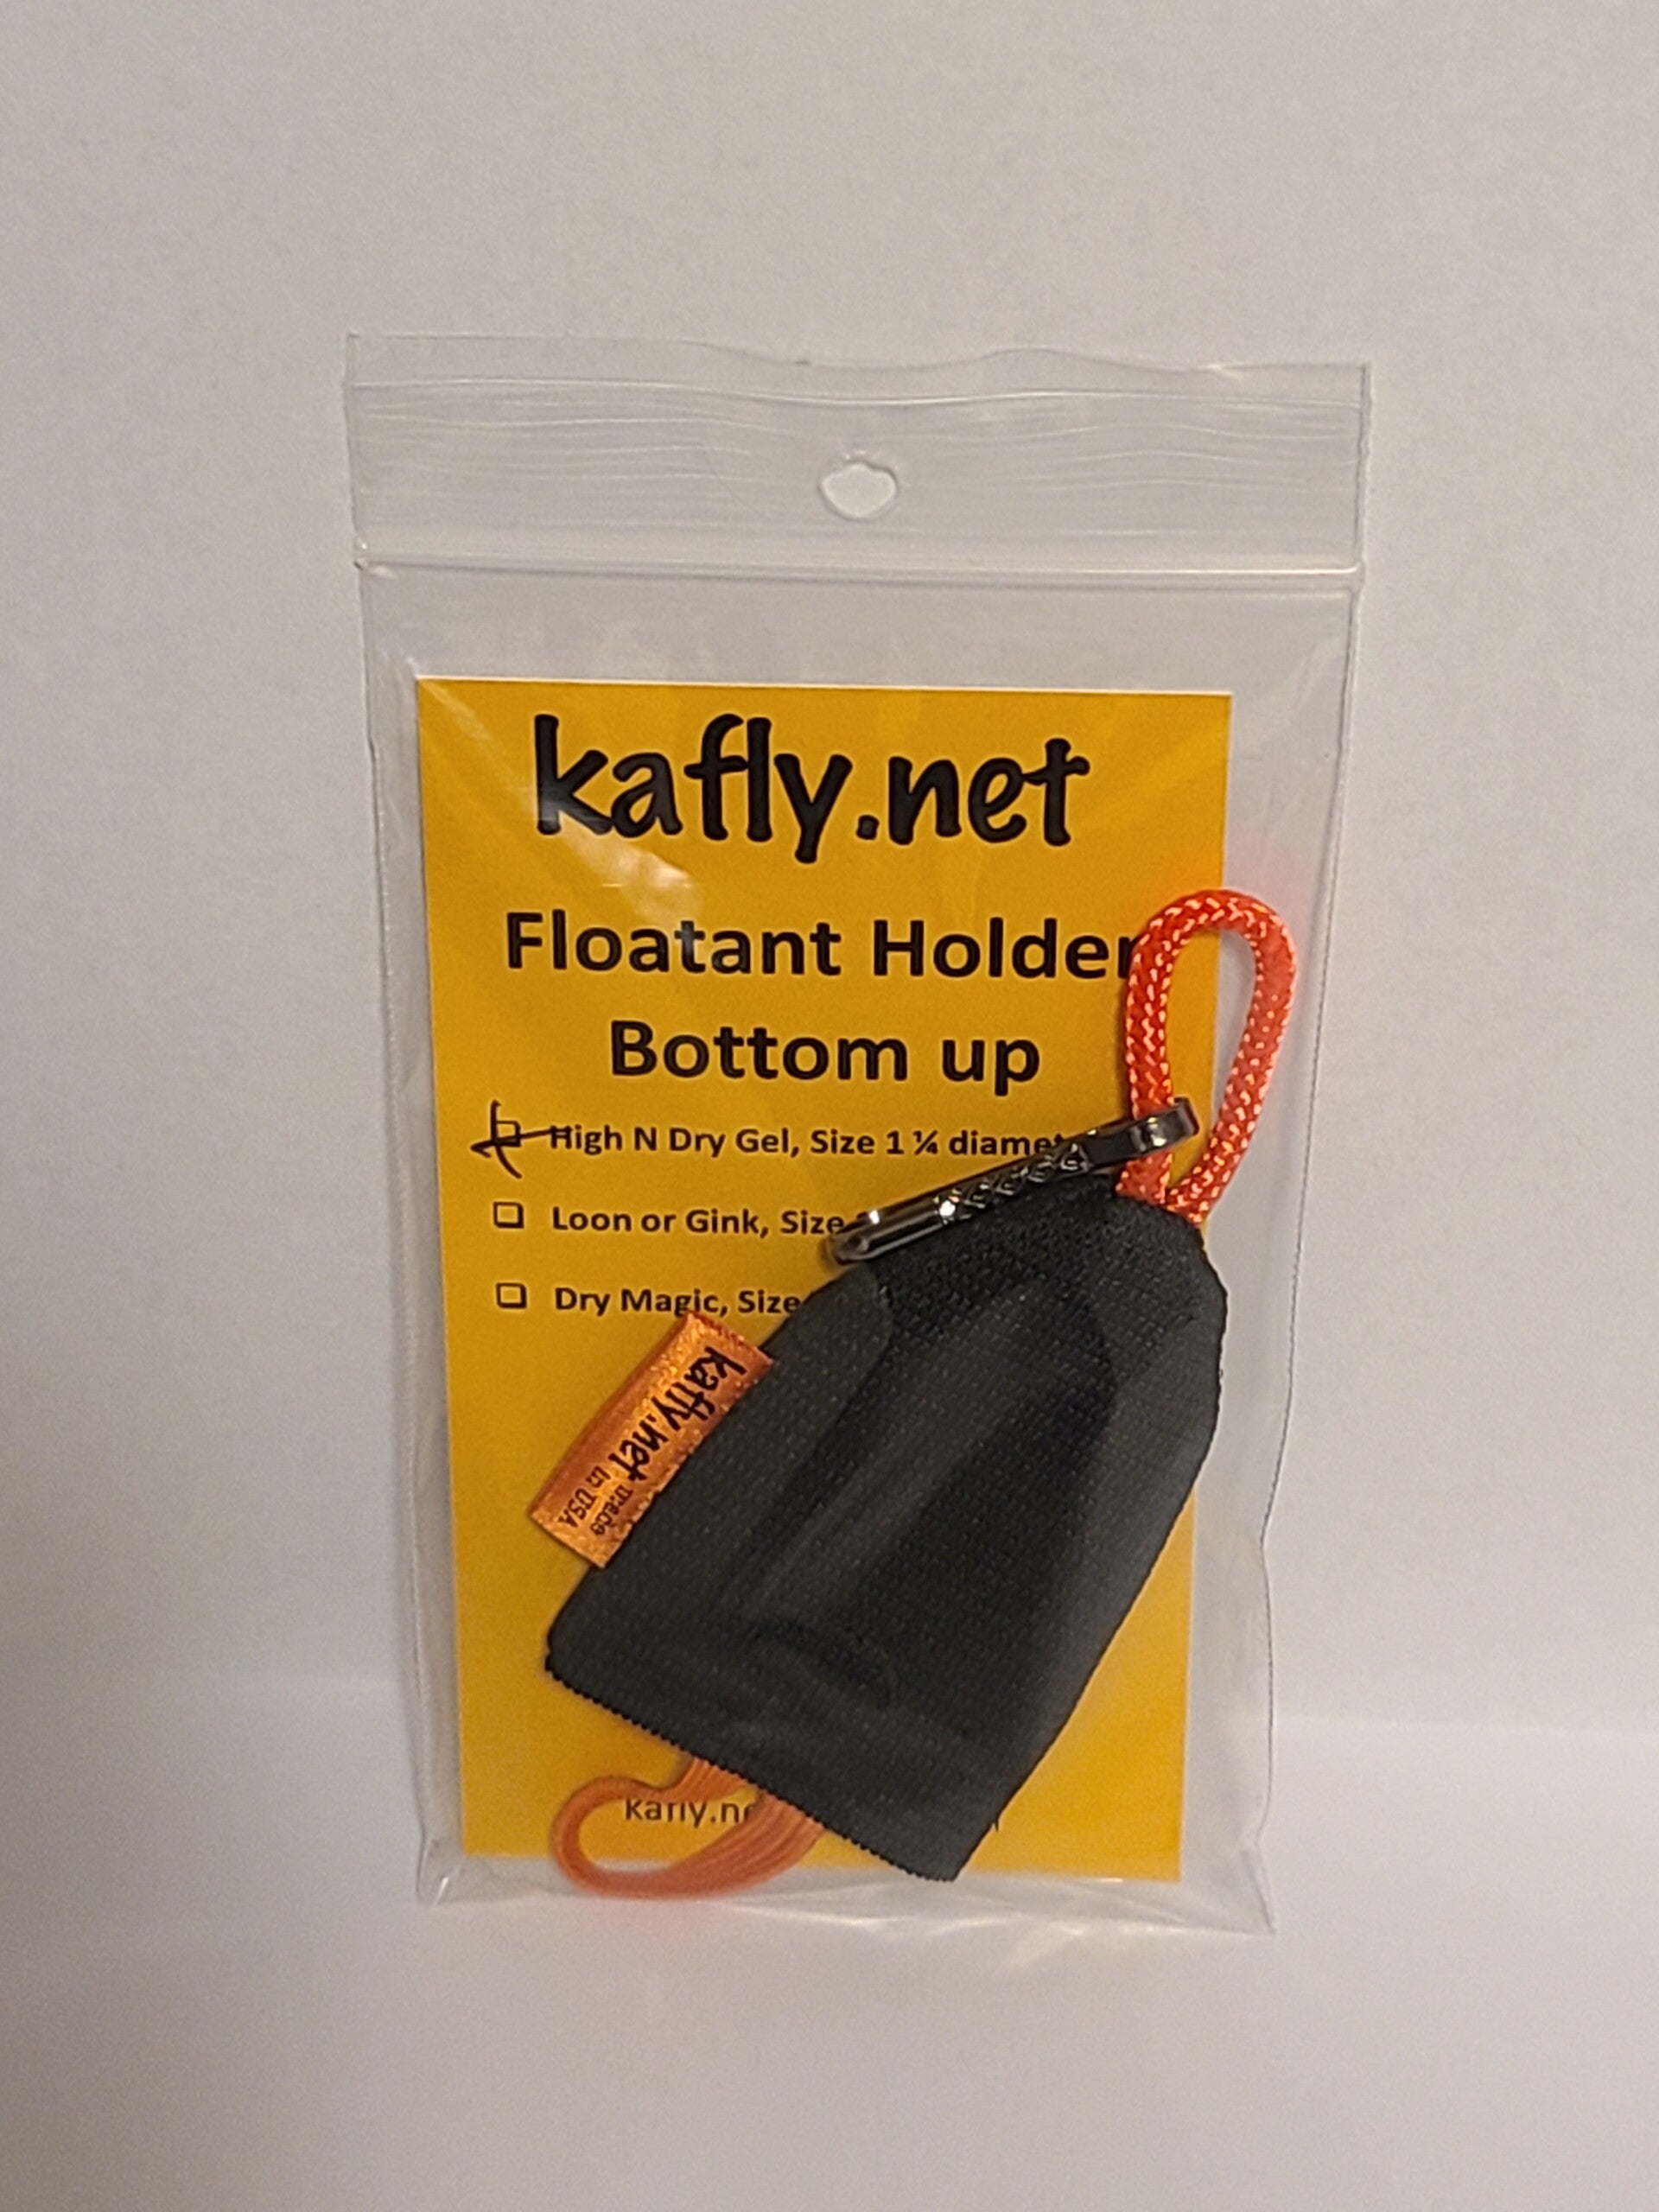 kafly.net
Floatant Holder
Bottom up
High N Dry Gel, Size 1 ¼ diamet
Loon or Gink, Size
Dry Magic, Size
kafly.net
in USA
kafly.ne